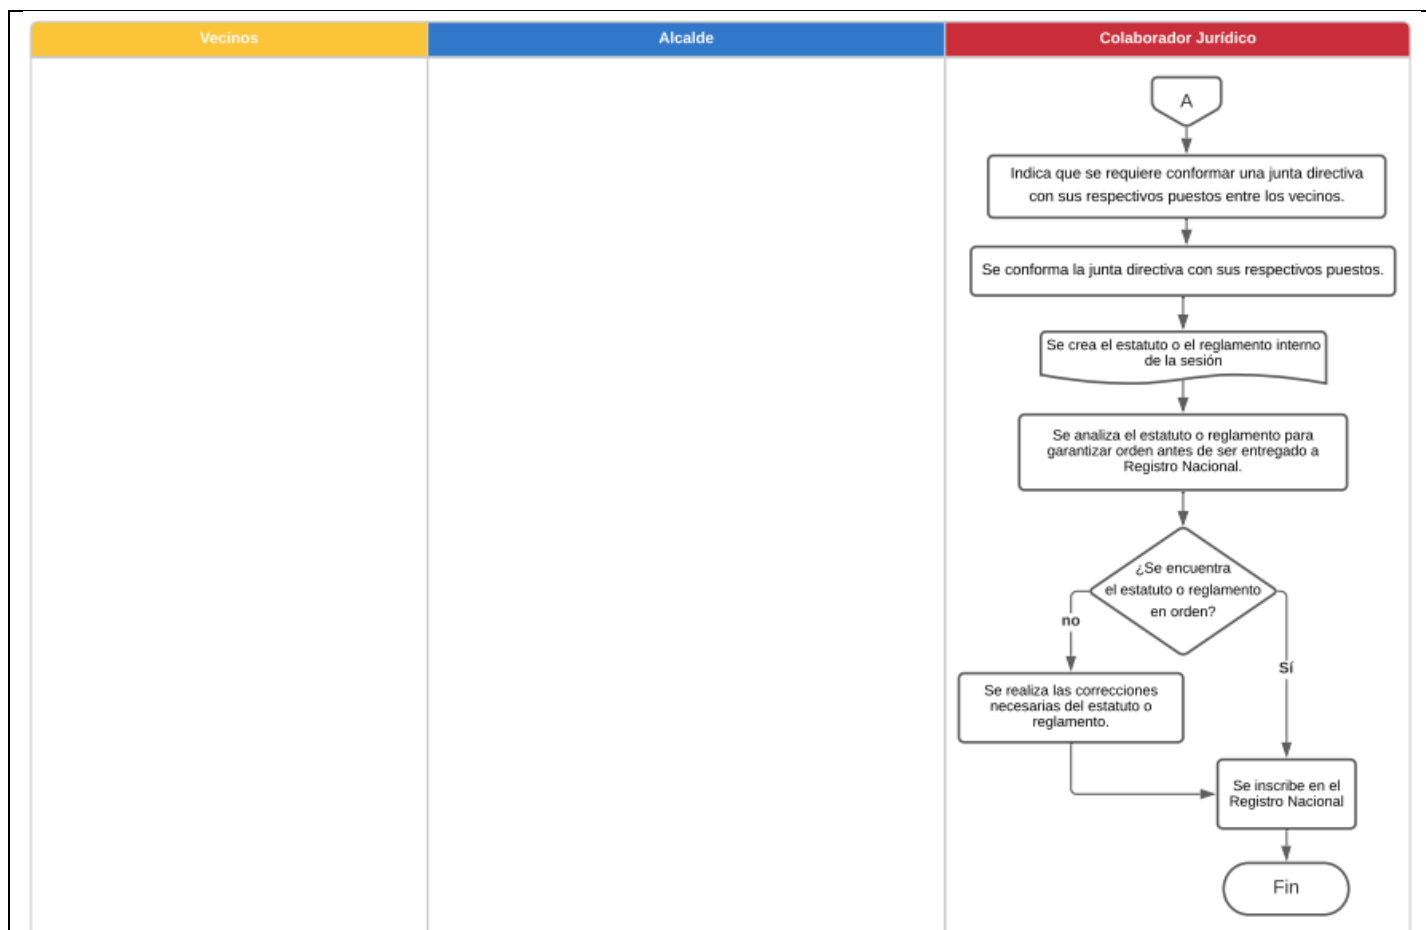 Vecinos
Alcalde
Colaborador Jurídico
A
Indica que se requiere conformar una junta directiva
con sus respectivos puestos entre los vecinos.
Se conforma la junta directiva con sus respectivos puestos.
Se crea el estatuto o el reglamento interno
de la sesión
Se analiza el estatuto o reglamento para
garantizar orden antes de ser entregado a
Registro Nacional.
¿Se encuentra
el estatuto o reglamento
en orden?
no
Sí
Se realiza las correcciones
necesarias del estatuto o
reglamento.
Se inscribe en el
Registro Nacional
Fin